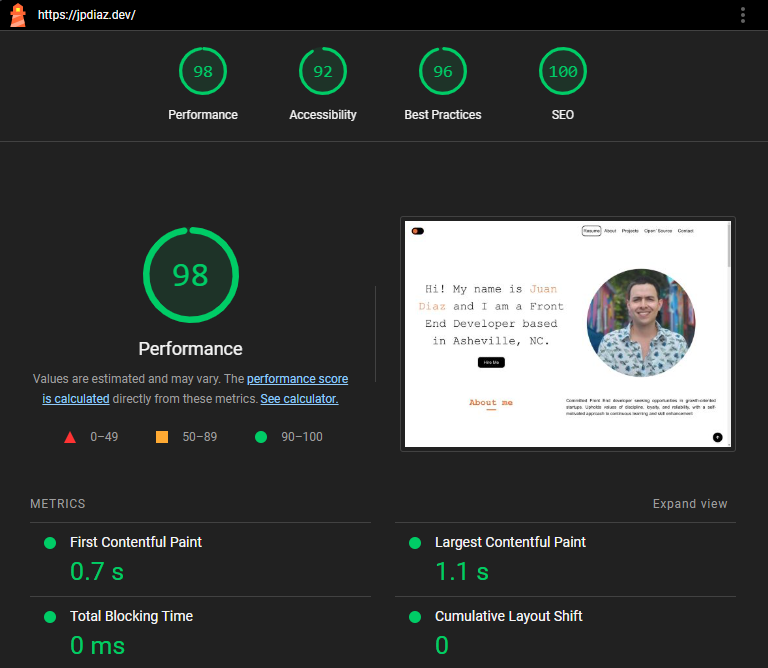 https://jpdiaz.dev/
98
92
96
100
Performance
Accessibility
Best Practices
SEO
98
Performance
Values are estimated and may vary. The performance score
is calculated directly from these metrics. See calculator.
0–49
50–89
90–100
Resume About Projects Open Source Contact
Hi! My name is Juan
Diaz and I am a Front
End Developer based
in Asheville, NC.
Hire Me
About me
Committed Front End developer seeking opportunities in growth-oriented
startups. Upholds values of discipline, loyalty, and reliability, with a self-
motivated approach to continuous learning and skill enhancement
METRICS
Expand view
First Contentful Paint
0.7 s
Largest Contentful Paint
1.1 s
Total Blocking Time
0 ms
Cumulative Layout Shift
0